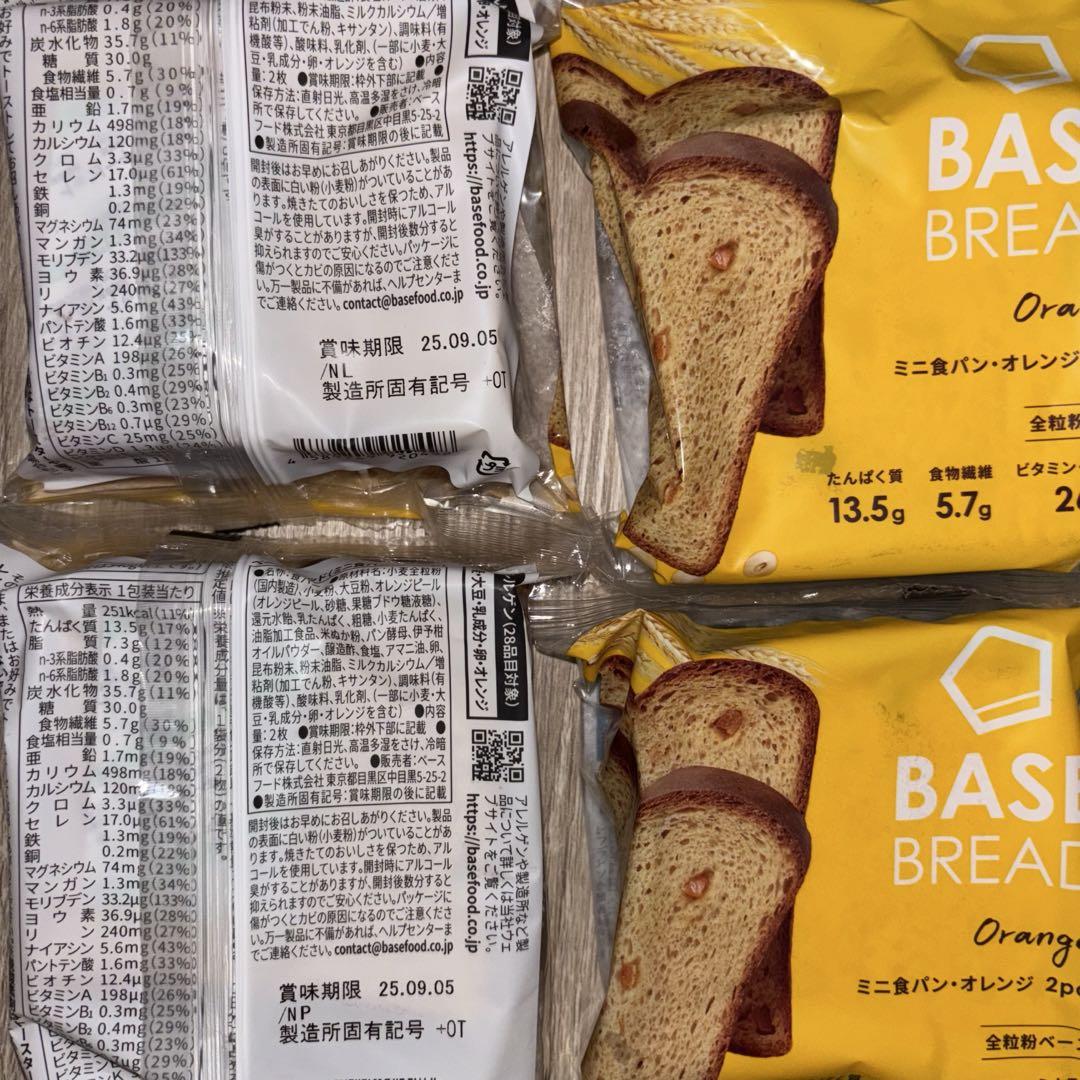 n-3系脂肪酸 0.4g(20%)
n-6系脂肪酸 1.8g(20%)
炭水化物 35.7g(11%)
糖質 30.0g
食物繊維 5.7g(30%)
食塩相当量 0.7g(9%)
亜鉛 1.7mg(19%)
カリウム 498mg(18%)
カルシウム 120mg(18%)
クロム 3.3μg(33%)
セレン 17.0μg(61%)
鉄 1.3mg(19%)
銅 0.2mg(22%)
マグネシウム 74mg(23%)
マンガン 1.3mg(34%)
モリブデン 33.2μg(133%)
ヨウ素 36.9μg(28%)
リン 240mg(27%)
ナイアシン 5.6mg(43%)
パントテン酸 1.6mg(33%)
ビオチン 12.4μg(25%)
ビタミンA 198μg(26%)
ビタミンB₁ 0.3mg(25%)
ビタミンB₂ 0.4mg(29%)
ビタミンB₆ 0.3mg(23%)
ビタミンB₁₂ 0.7μg(29%)
ビタミンC 25mg(25%)
昆布粉末、粉末油脂、ミルクカルシウム/増
粘剤(加工でん粉、キサンタン)、調味料(有
機酸等)、酸味料、乳化剤、(一部に小麦・大
豆・乳成分・卵・オレンジを含む) ●内容
量:2枚 ●賞味期限:枠外下部に記載 ●
保存方法:直射日光、高温多湿をさけ、冷暗
所で保存してください。 ●販売者:ベース
フード株式会社 東京都目黒区中目黒5-25-2
●製造所固有記号:賞味期限の後に記載
開封後はお早めにお召しあがりください。製品
の表面に白い粉(小麦粉)がついていることがあ
ります。焼きたてのおいしさを保つため、アル
コールを使用しています。開封時にアルコール
臭がすることがありますが、開封後数分すると
抑えられますのでご安心ください。パッケージに
傷がつくとカビの原因になるのでご注意くださ
い。万一製品に不備があれば、ヘルプセンターま
でご連絡ください。contact@basefood.co.jp
https://basefood.co.jp
賞味期限 25.09.05
/NL
製造所固有記号 +OT
BAS
BREA
Ora
ミニ食パン・オレンジ
全粒粉
たんぱく質
13.5g
食物繊維
5.7g
栄養成分表示 1包装当たり
熱量 251kcal(11%)
たんぱく質 13.5g(17%)
脂質 7.3g(12%)
n-3系脂肪酸 0.4g(20%)
n-6系脂肪酸 1.8g(20%)
炭水化物 35.7g(11%)
糖質 30.0g
食物繊維 5.7g(30%)
食塩相当量 0.7g(9%)
亜鉛 1.7mg(19%)
カリウム 498mg(18%)
カルシウム 120mg(18%)
クロム 3.3μg(33%)
セレン 17.0μg(61%)
鉄 1.3mg(19%)
銅 0.2mg(22%)
マグネシウム 74mg(23%)
マンガン 1.3mg(34%)
モリブデン 33.2μg(133%)
ヨウ素 36.9μg(28%)
リン 240mg(27%)
ナイアシン 5.6mg(43%)
パントテン酸 1.6mg(33%)
ビオチン 12.4μg(25%)
ビタミンA 198μg(26%)
ビタミンB₁ 0.3mg(25%)
ビタミンB₂ 0.4mg(29%)
0.3mg(23%)
(国内製造)、小麦粉、大豆粉、オレンジピール
(オレンジピール、砂糖、果糖ブドウ糖液糖)、
還元水飴、乳たんぱく、粗糖、小麦たんぱく、
油脂加工食品、米ぬか粉、パン酵母、伊予柑
オイルパウダー、醸造酢、食塩、アマニ油、卵、
昆布粉末、粉末油脂、ミルクカルシウム/増
粘剤(加工でん粉、キサンタン)、調味料(有
機酸等)、酸味料、乳化剤、(一部に小麦・大
豆・乳成分・卵・オレンジを含む) ●内容
量:2枚 ●賞味期限:枠外下部に記載 ●
保存方法:直射日光、高温多湿をさけ、冷暗
所で保存してください。 ●販売者:ベース
フード株式会社 東京都目黒区中目黒5-25-2
●製造所固有記号:賞味期限の後に記載
開封後はお早めにお召しあがりください。製品
の表面に白い粉(小麦粉)がついていることがあ
ります。焼きたてのおいしさを保つため、アル
コールを使用しています。開封時にアルコール
臭がすることがありますが、開封後数分すると
抑えられますのでご安心ください。パッケージに
傷がつくとカビの原因になるのでご注意くださ
い。万一製品に不備があれば、ヘルプセンターま
でご連絡ください。contact@basefood.co.jp
アレルゲンや製造所など製
品について詳しくは当社ウェ
ブサイトをご覧ください。
https://basefood.co.jp
賞味期限 25.09.05
/NP
製造所固有記号 +OT
BASE
BREAD
Orange
ミニ食パン・オレンジ 2pc
全粒粉ベー